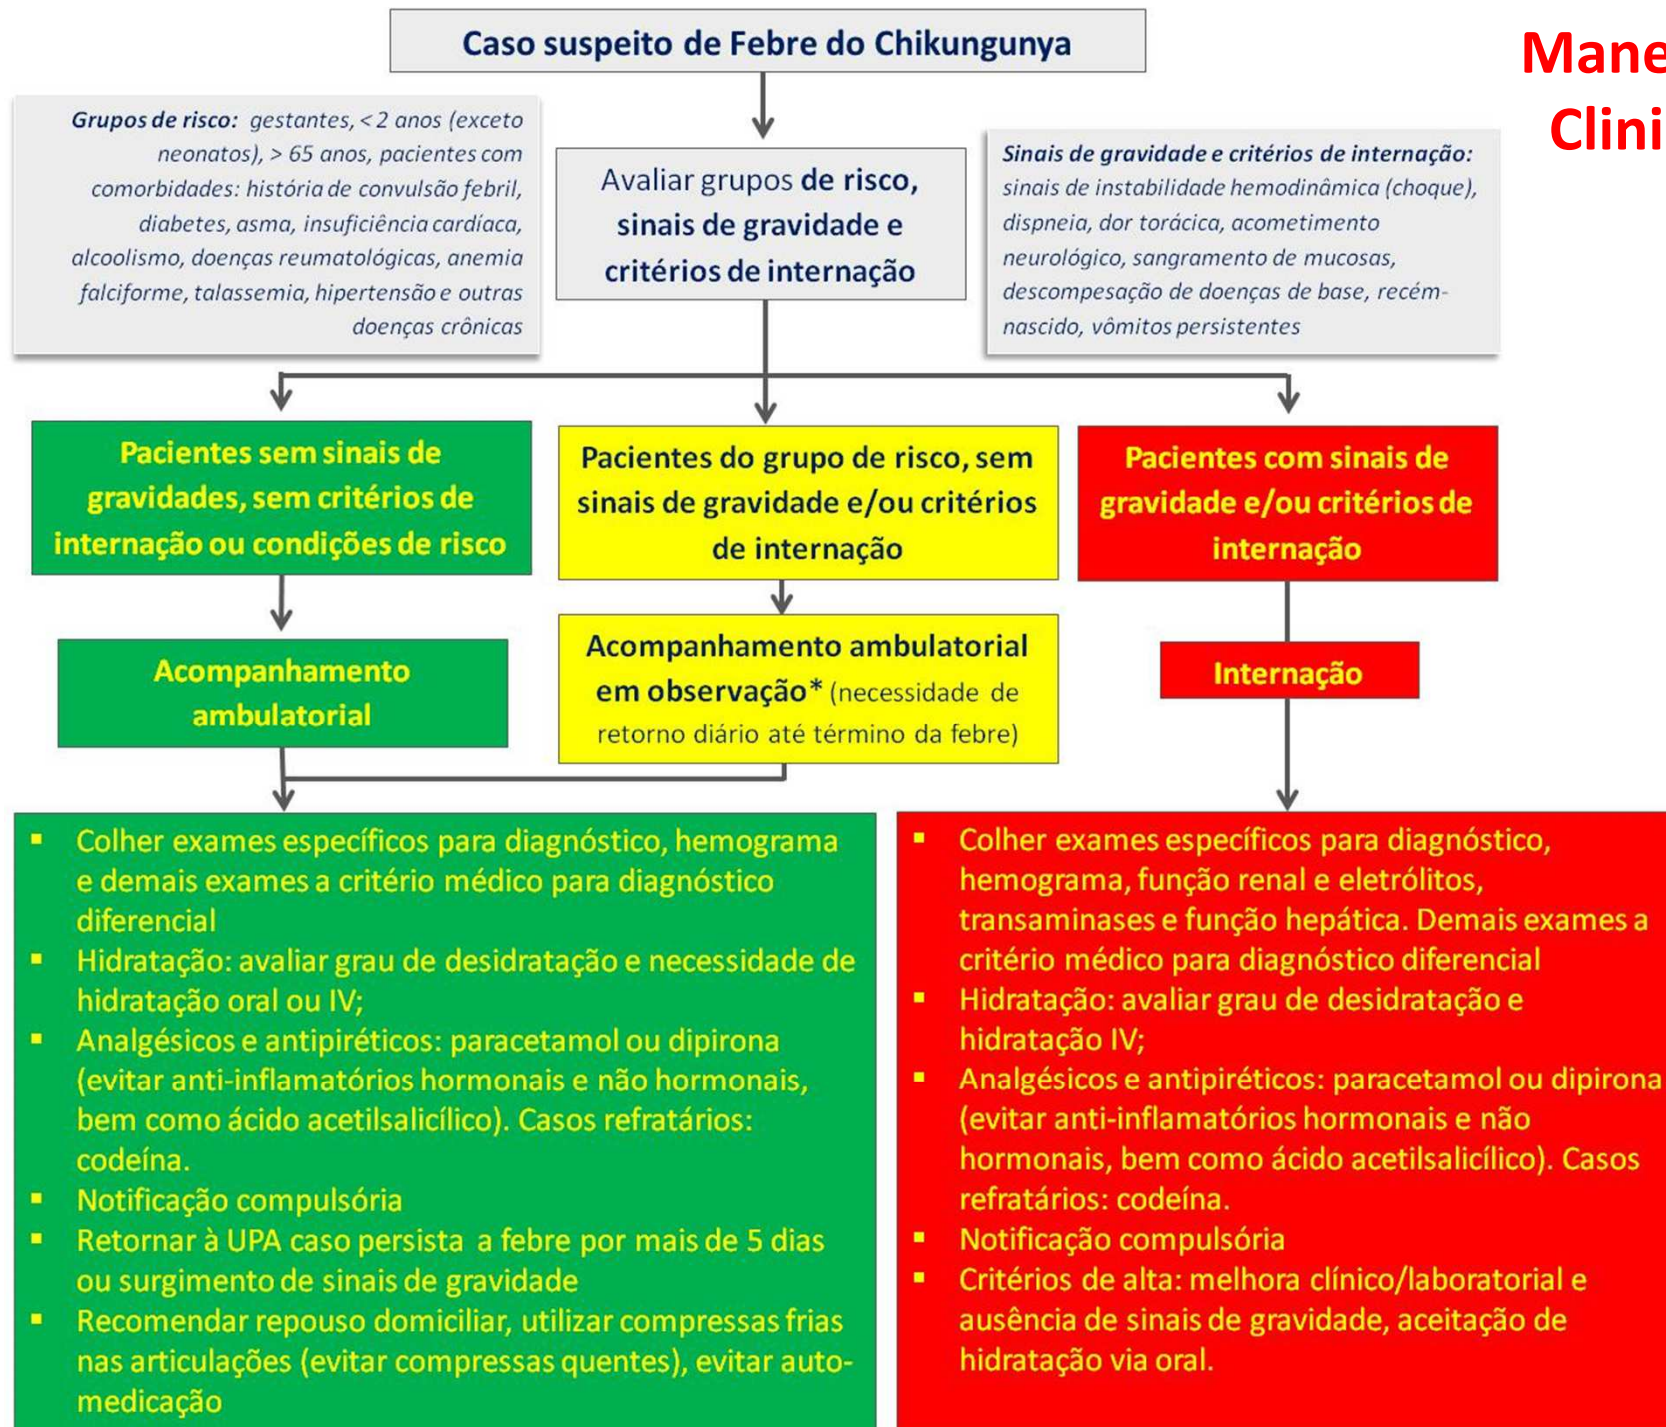 Caso suspeito de Febre do Chikungunya
Mane
Clini
Grupos de risco: gestantes, < 2 anos (exceto
neonatos), > 65 anos, pacientes com
comorbidades: história de convulsão febril,
diabetes, asma, insuficiência cardíaca,
alcoolismo, doenças reumatológicas, anemia
falciforme, talassemia, hipertensão e outras
doenças crônicas
Avaliar grupos de risco,
sinais de gravidade e
critérios de internação
Sinais de gravidade e critérios de internação:
sinais de instabilidade hemodinâmica (choque),
dispneia, dor torácica, acometimento
neurológico, sangramento de mucosas,
descompesação de doenças de base, recém-
nascido, vômitos persistentes
Pacientes sem sinais de
gravidades, sem critérios de
internação ou condições de risco
Pacientes do grupo de risco, sem
sinais de gravidade e/ou critérios
de internação
Pacientes com sinais de
gravidade e/ou critérios de
internação
Acompanhamento
ambulatorial
Acompanhamento ambulatorial
em observação* (necessidade de
retorno diário até término da febre)
Internação
▪ Colher exames específicos para diagnóstico, hemograma
e demais exames a critério médico para diagnóstico
diferencial
▪ Hidratação: avaliar grau de desidratação e necessidade de
hidratação oral ou IV;
▪ Analgésicos e antipiréticos: paracetamol ou dipirona
(evitar anti-inflamatórios hormonais e não hormonais,
bem como ácido acetilsalicílico). Casos refratários:
codeína.
▪ Notificação compulsória
▪ Retornar à UPA caso persista a febre por mais de 5 dias
ou surgimento de sinais de gravidade
▪ Recomendar repouso domiciliar, utilizar compressas frias
nas articulações (evitar compressas quentes), evitar auto-
medicação
▪ Colher exames específicos para diagnóstico,
hemograma, função renal e eletrólitos,
transaminases e função hepática. Demais exames a
critério médico para diagnóstico diferencial
▪ Hidratação: avaliar grau de desidratação e
hidratação IV;
▪ Analgésicos e antipiréticos: paracetamol ou dipirona
(evitar anti-inflamatórios hormonais e não
hormonais, bem como ácido acetilsalicílico). Casos
refratários: codeína.
▪ Notificação compulsória
▪ Critérios de alta: melhora clínico/laboratorial e
ausência de sinais de gravidade, aceitação de
hidratação via oral.